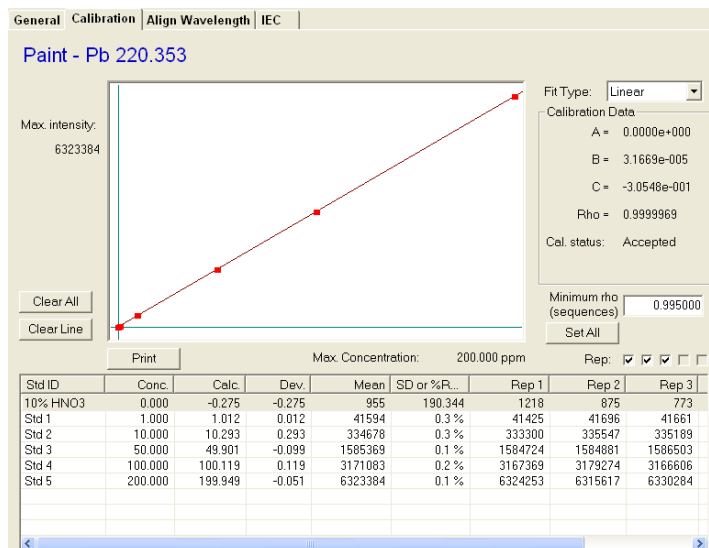 General Calibration Align Wavelength IEC
Paint - Pb 220.353
Max. intensity:
6323384
Fit Type: Linear
Calibration Data
A = 0.0000e+000
B = 3.1669e-005
C = -3.0548e-001
Rho = 0.9999969
Cal. status: Accepted
Clear All
Clear Line
Minimum rho
(sequences) 0.995000
Set All
Print Max. Concentration: 200.000 ppm Rep:
Std ID Conc. Calc. Dev. Mean SD or %R... Rep 1 Rep 2 Rep 3
10% HNO3 0.000 -0.275 -0.275 955 190.344 1218 875 773
Std 1 1.000 1.012 0.012 41594 0.3 % 41425 41696 41661
Std 2 10.000 10.293 0.293 334678 0.3 % 333300 335547 335189
Std 3 50.000 49.901 -0.099 1585369 0.1 % 1584724 1584881 1586503
Std 4 100.000 100.119 0.119 3171083 0.2 % 3167369 3179274 3166606
Std 5 200.000 199.949 -0.051 6323384 0.1 % 6324253 6315617 6330284